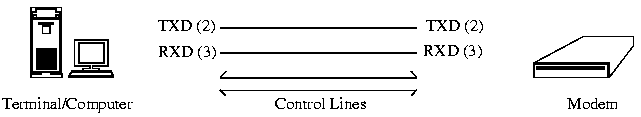 TXD (2) TXD (2)
RXD (3) RXD (3)
Terminal/Computer Control Lines Modem